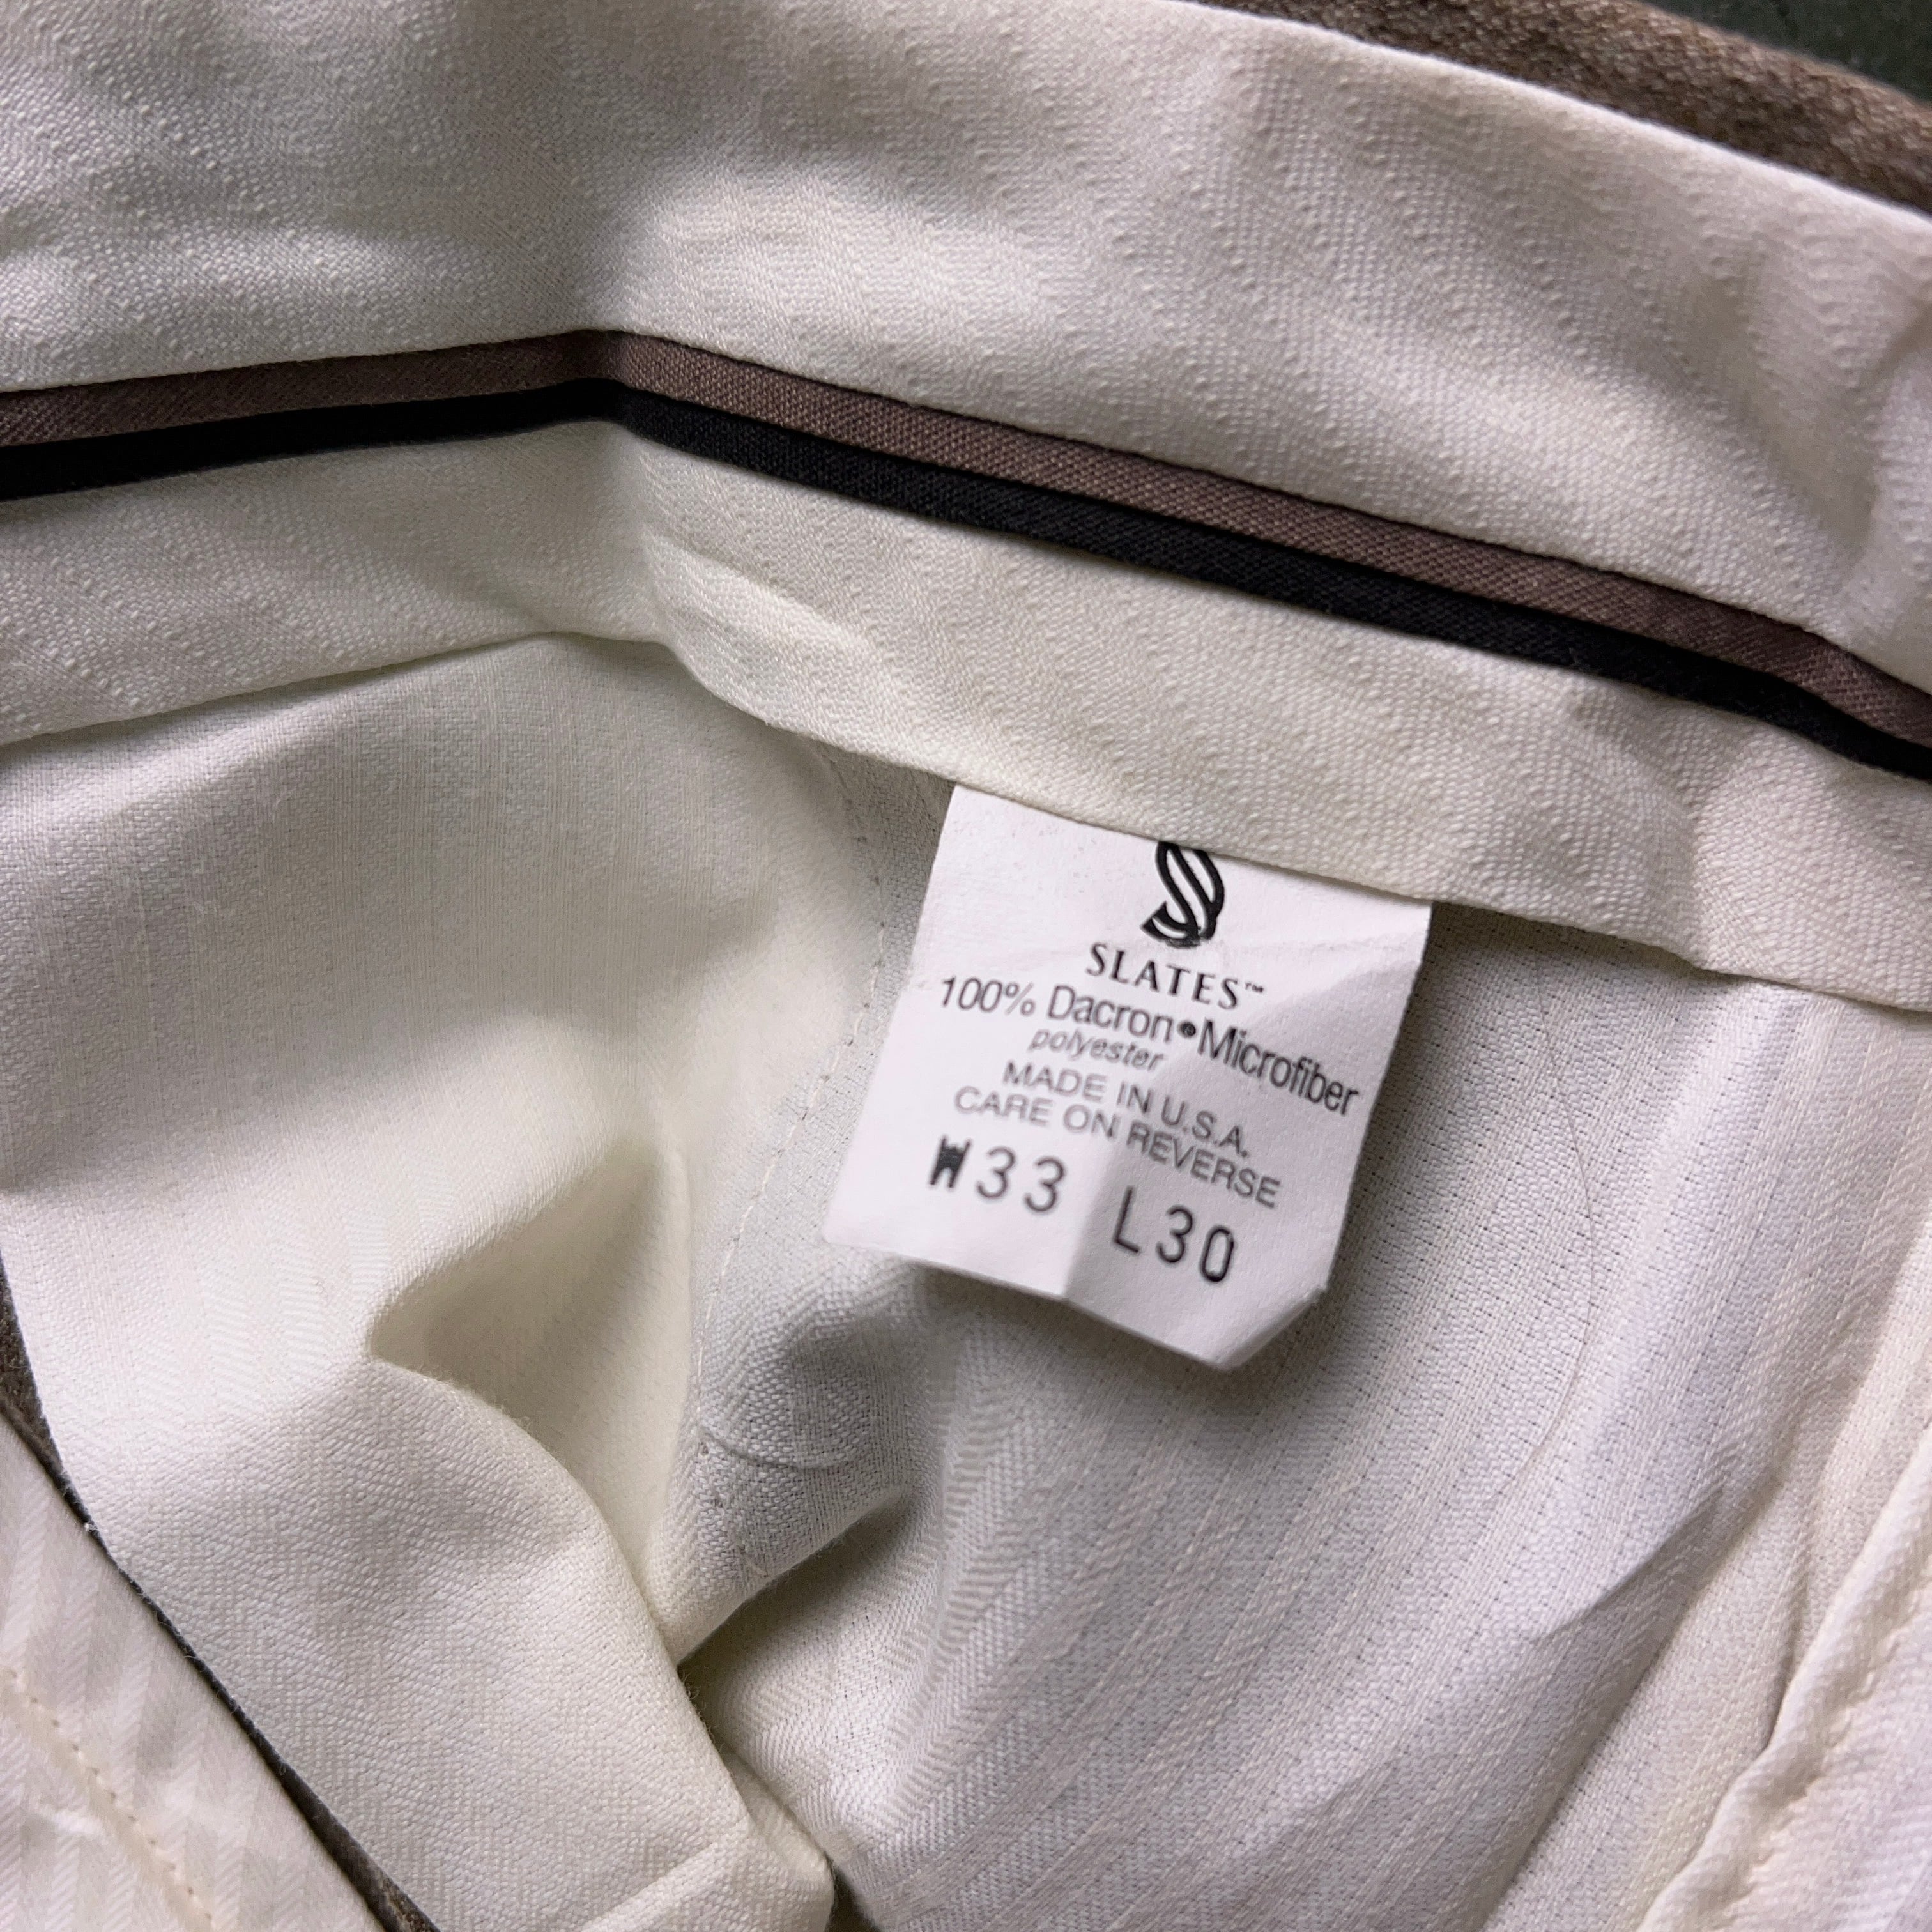 SLATES™
100% Dacron® Microfiber
polyester
MADE IN U.S.A.
CARE ON REVERSE
W33 L30